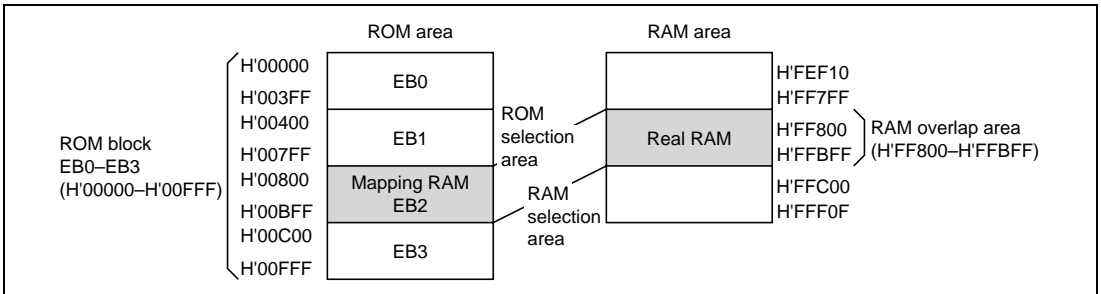 ROM area
RAM area
ROM block
EB0–EB3
(H'00000–H'00FFF)
H'00000
H'003FF
H'00400
H'007FF
H'00800
H'00BFF
H'00C00
H'00FFF
EB0
EB1
Mapping RAM
EB2
EB3
ROM
selection
area
RAM
selection
area
Real RAM
H'FEF10
H'FF7FF
H'FF800
H'FFBFF
H'FFC00
H'FFF0F
RAM overlap area
(H'FF800–H'FFBFF)